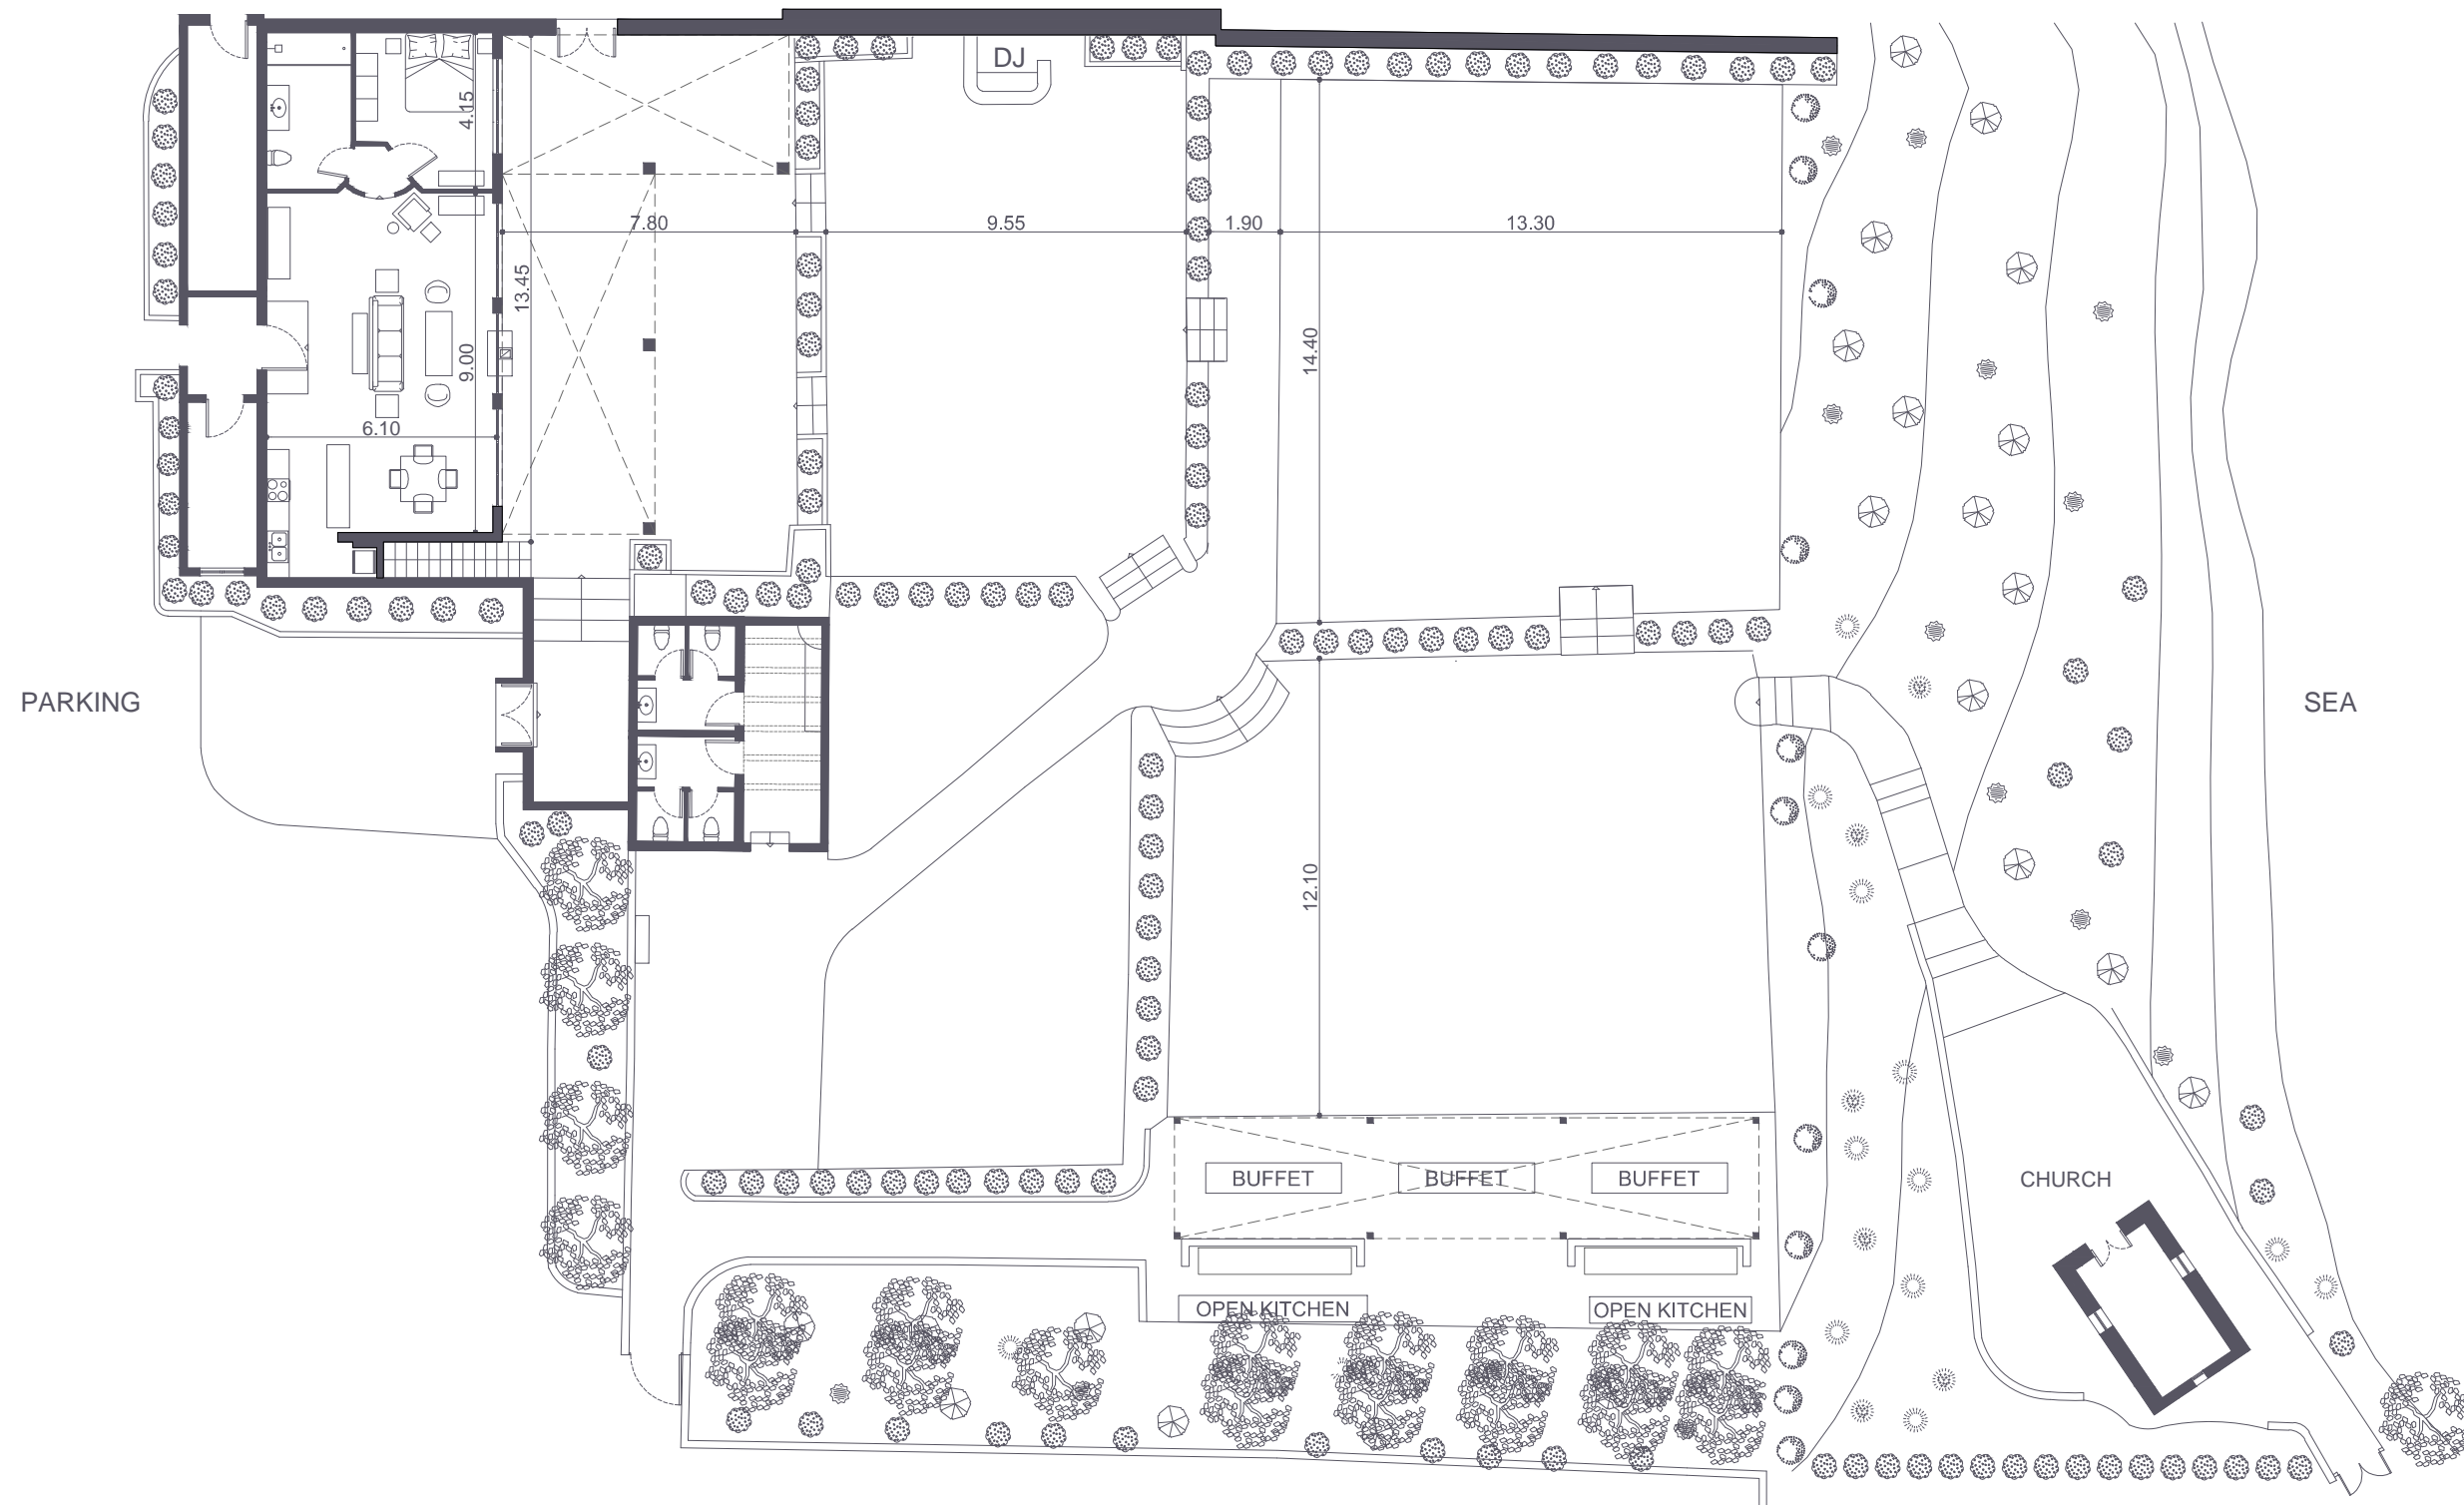 DJ
4.15
7.80
9.55
1.90
13.30
13.45
14.40
9.00
6.10
PARKING
SEA
12.10
BUFFET
BUFFET
BUFFET
CHURCH
OPEN KITCHEN
OPEN KITCHEN